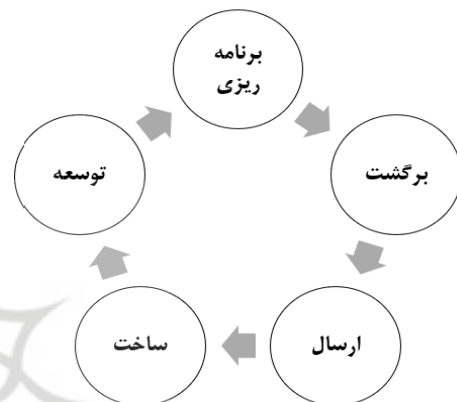 برنامه
ریزی
برگشت
ارسال
ساخت
توسعه